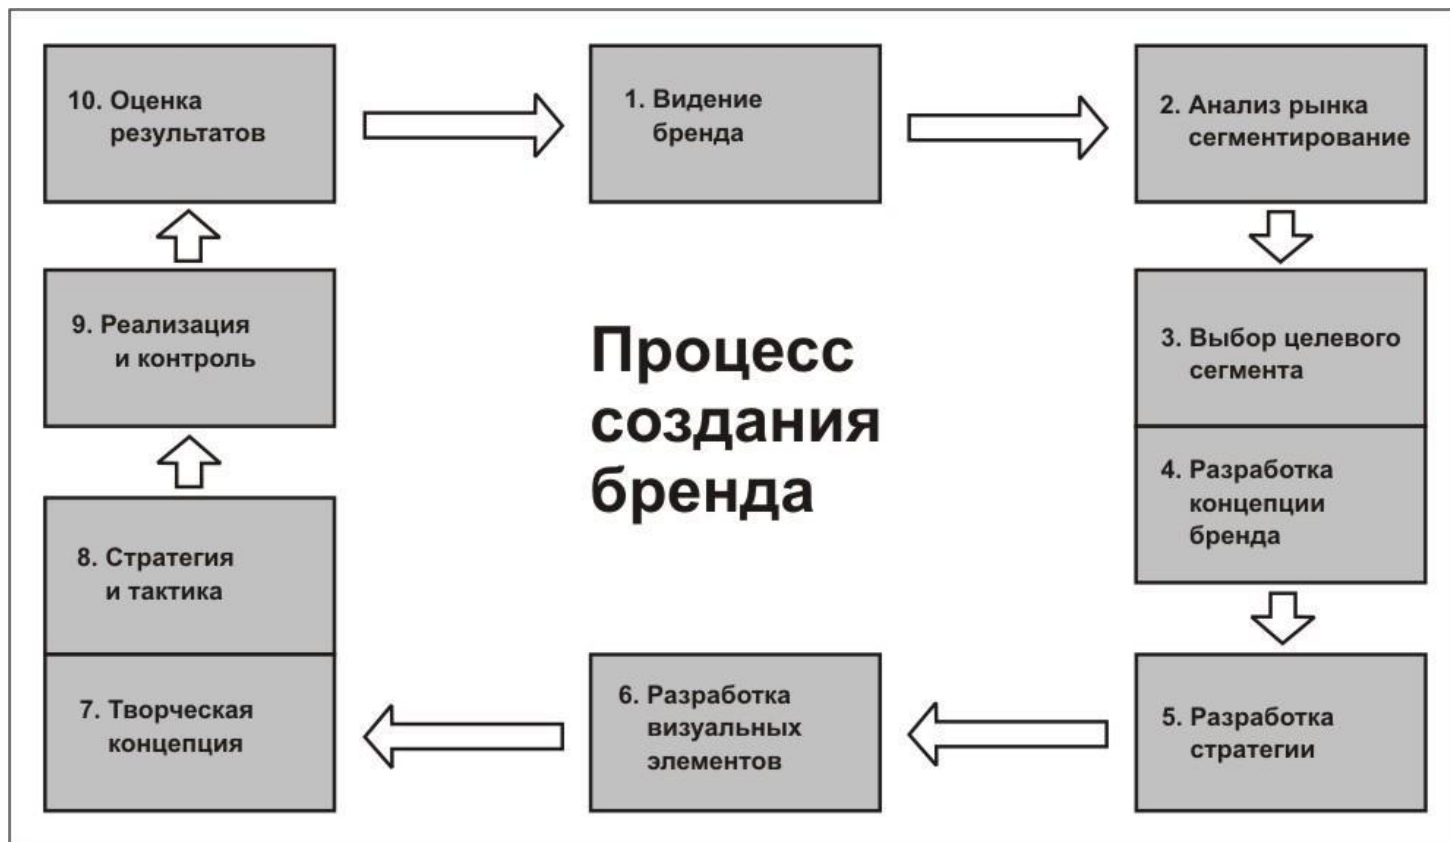 10. Оценка
результатов
1. Видение
бренда
2. Анализ рынка
сегментирование
9. Реализация
и контроль
Процесс
создания
бренда
3. Выбор целевого
сегмента
4. Разработка
концепции
бренда
8. Стратегия
и тактика
7. Творческая
концепция
6. Разработка
визуальных
элементов
5. Разработка
стратегии